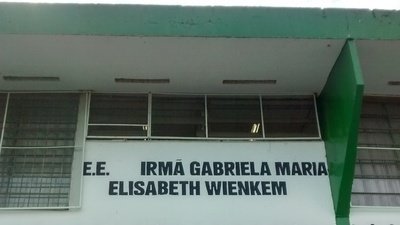 E.E. IRMÃ GABRIELA MARIA
ELISABETH WIENKEM